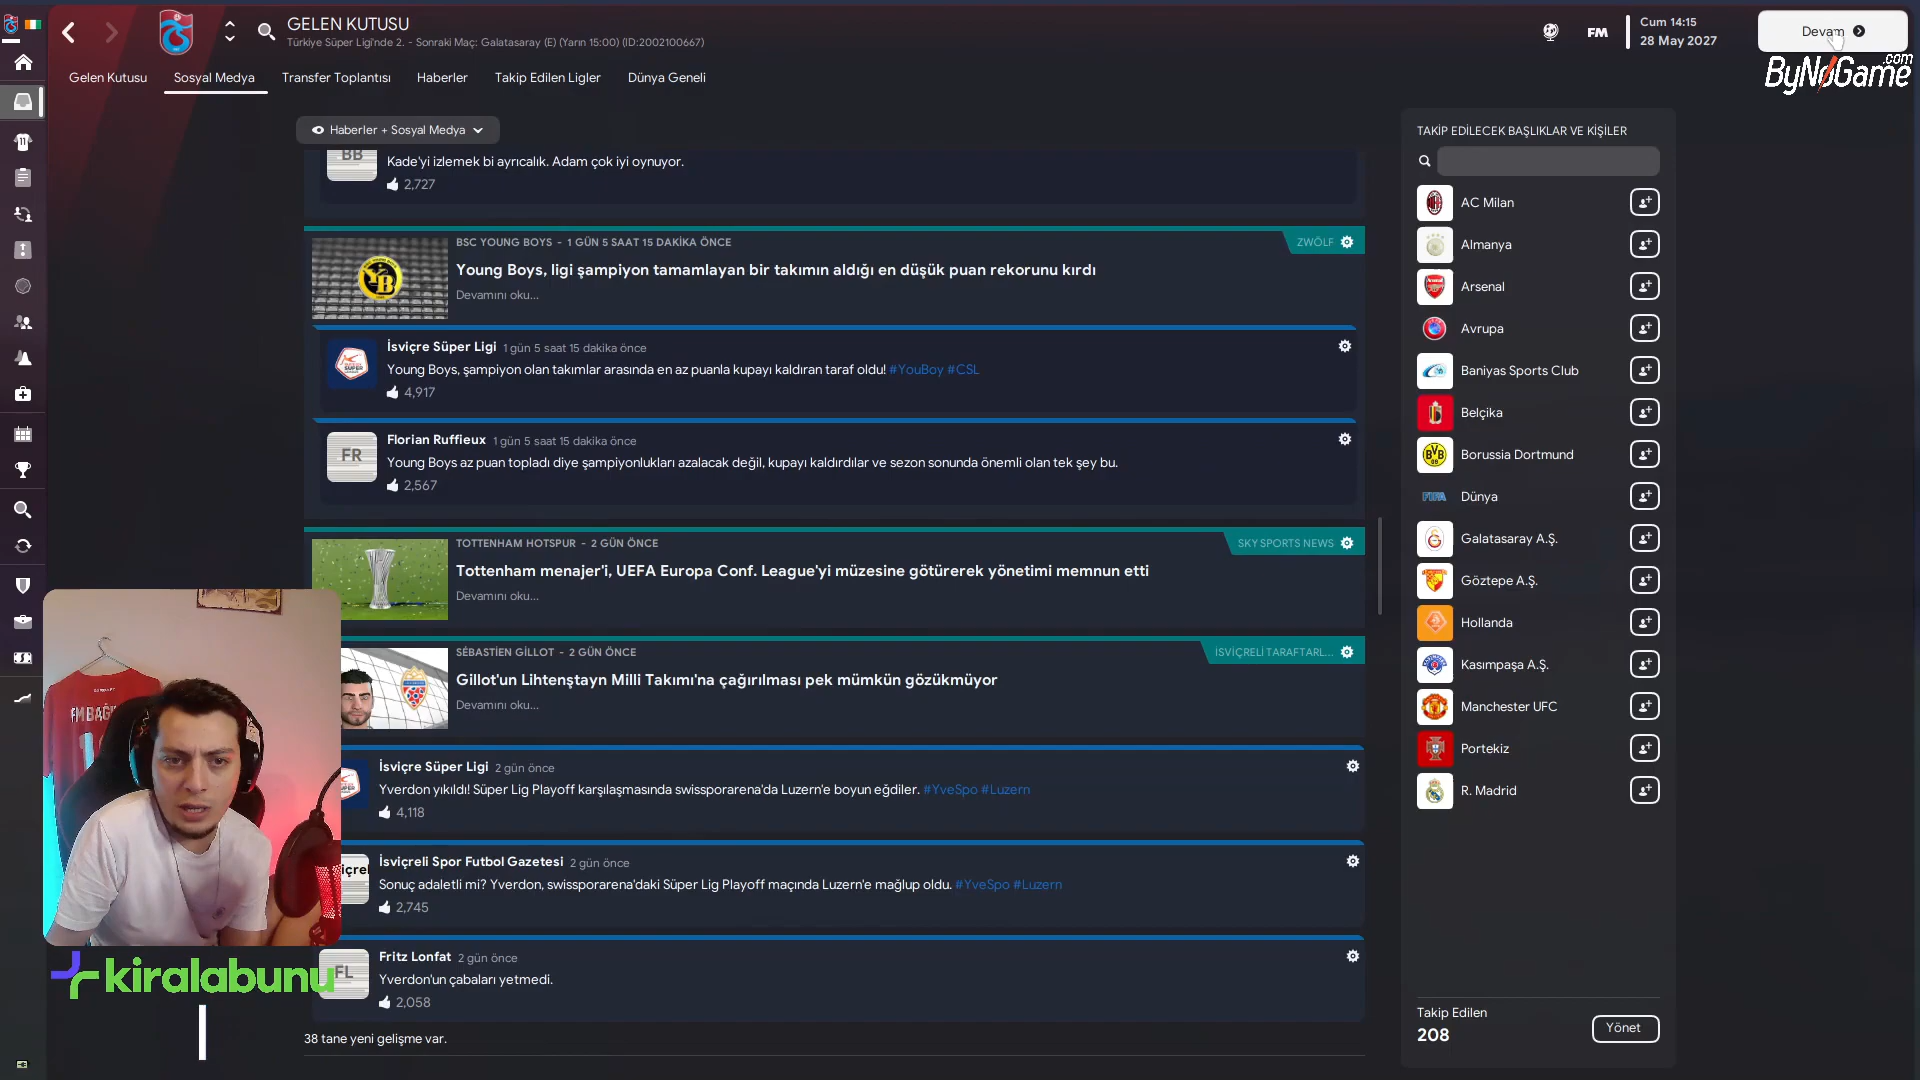 GELEN KUTUSU
Türkiye Süper Ligi'nde 2. - Sonraki Maç: Galatasaray (E) (Yarın 15:00) (ID:2002100667)
FM
Cum 14:15
28 May 2027
Devam
ByNoGame.com
Gelen Kutusu
Sosyal Medya
Transfer Toplantısı
Haberler
Takip Edilen Ligler
Dünya Geneli
Haberler + Sosyal Medya
BB
Kade'yi izlemek bi ayrıcalık. Adam çok iyi oynuyor.
2,727
BSC YOUNG BOYS - 1 GÜN 5 SAAT 15 DAKİKA ÖNCE
ZWÖLF
Young Boys, ligi şampiyon tamamlayan bir takımın aldığı en düşük puan rekorunu kırdı
Devamını oku...
İsviçre Süper Ligi 1 gün 5 saat 15 dakika önce
Young Boys, şampiyon olan takımlar arasında en az puanla kupayı kaldıran taraf oldu! #YouBoy #CSL
4,917
FR
Florian Ruffieux 1 gün 5 saat 15 dakika önce
Young Boys az puan topladı diye şampiyonlukları azalacak değil, kupayı kaldırdılar ve sezon sonunda önemli olan tek şey bu.
2,567
TOTTENHAM HOTSPUR - 2 GÜN ÖNCE
SKY SPORTS NEWS
Tottenham menajer'i, UEFA Europa Conf. League'yi müzesine götürerek yönetimi memnun etti
Devamını oku...
SÉBASTİEN GİLLOT - 2 GÜN ÖNCE
İSVİÇRELİ TARAFTARL...
Gillot'un Lihtenştayn Milli Takımı'na çağırılması pek mümkün gözükmüyor
Devamını oku...
İsviçre Süper Ligi 2 gün önce
Yverdon yıkıldı! Süper Lig Playoff karşılaşmasında swissporarena'da Luzern'e boyun eğdiler. #YveSpo #Luzern
4,118
İsviçreli Spor Futbol Gazetesi 2 gün önce
Sonuç adaletli mi? Yverdon, swissporarena'daki Süper Lig Playoff maçında Luzern'e mağlup oldu. #YveSpo #Luzern
2,745
FL
Fritz Lonfat 2 gün önce
Yverdon'un çabaları yetmedi.
2,058
38 tane yeni gelişme var.
TAKİP EDİLECEK BAŞLIKLAR VE KİŞİLER
AC Milan
Almanya
Arsenal
Avrupa
Baniyas Sports Club
Belçika
Borussia Dortmund
FIFA
Dünya
Galatasaray A.Ş.
Göztepe A.Ş.
Hollanda
Kasımpaşa A.Ş.
Manchester UFC
Portekiz
R. Madrid
Takip Edilen
208
Yönet
kiralabunu